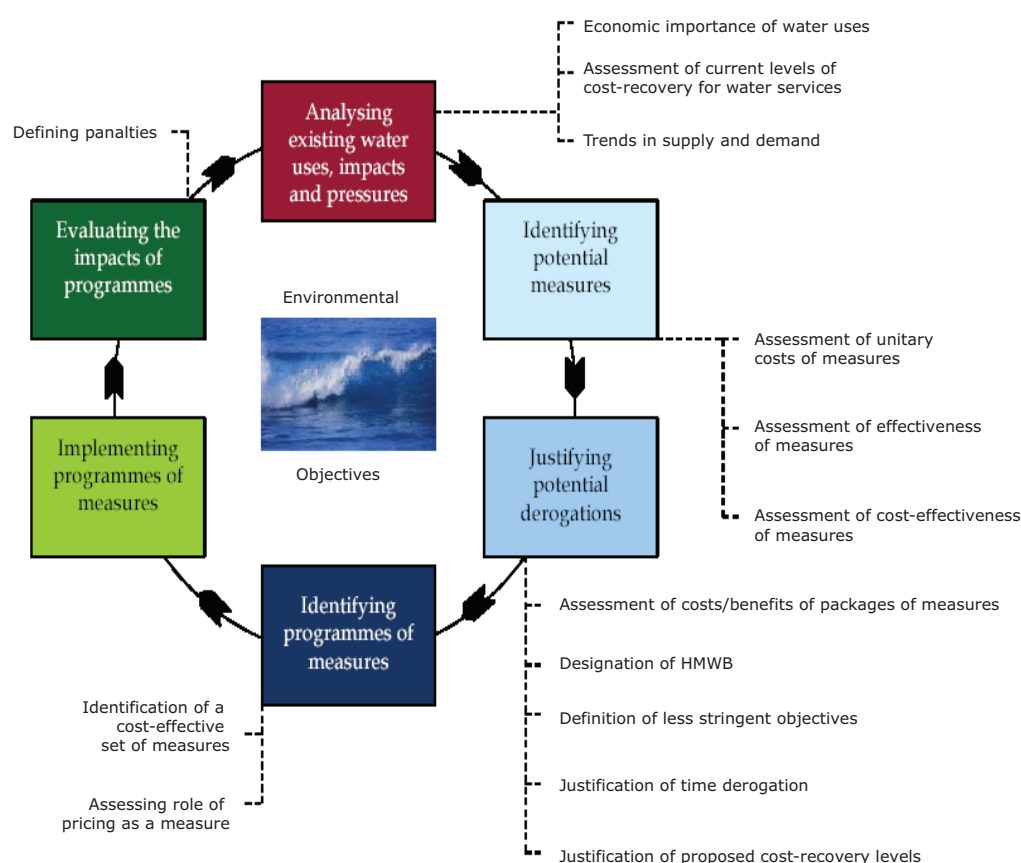 Economic importance of water uses
Assessment of current levels of
cost-recovery for water services
Trends in supply and demand
Defining panalties
Analysing
existing water
uses, impacts
and pressures
Evaluating the
impacts of
programmes
Identifying
potential
measures
Environmental
Objectives
Assessment of unitary
costs of measures
Assessment of effectiveness
of measures
Assessment of cost-effectiveness
of measures
Implementing
programmes of
measures
Justifying
potential
derogations
Identifying
programmes of
measures
Assessment of costs/benefits of packages of measures
Designation of HMWB
Definition of less stringent objectives
Justification of time derogation
Justification of proposed cost-recovery levels
Identification of a
cost-effective
set of measures
Assessing role of
pricing as a measure